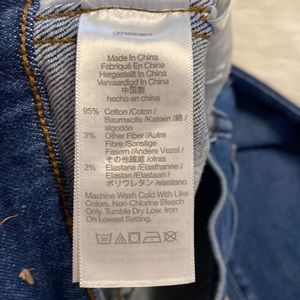 Made In China
Fabriqué En Chine
Hergestellt In China
Vervaardigd In China
中国製
hecho en china
95% Cotton /Coton /
Baumwolle / Katoen /綿 /
algodón
3% Other Fiber /Autre
Fibre /Sonstige
Fasern /Andere Vezel /
その他繊維 /otras
2% Elastane /Elasthanne /
Elastan /Elastaan /
ポリウレタン /elastano
Machine Wash Cold With Like
Colors. Non-Chlorine Bleach
Only. Tumble Dry Low. Iron
On Lowest Setting.